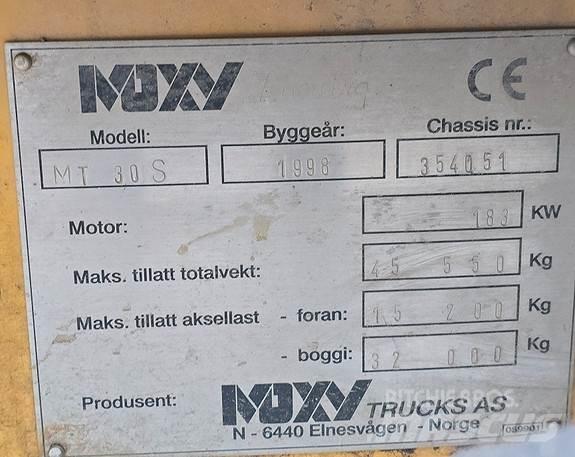 MOXY CE
Modell: Byggeår: Chassis nr.:
MT 30S 1998 354051
Motor: 183 KW
Maks. tillatt totalvekt: 45 550 Kg
Maks. tillatt aksellast - foran: 15 200 Kg
- boggi: 32 000 Kg
Produsent: MOXY TRUCKS AS
N - 6440 Elnesvågen - Norge